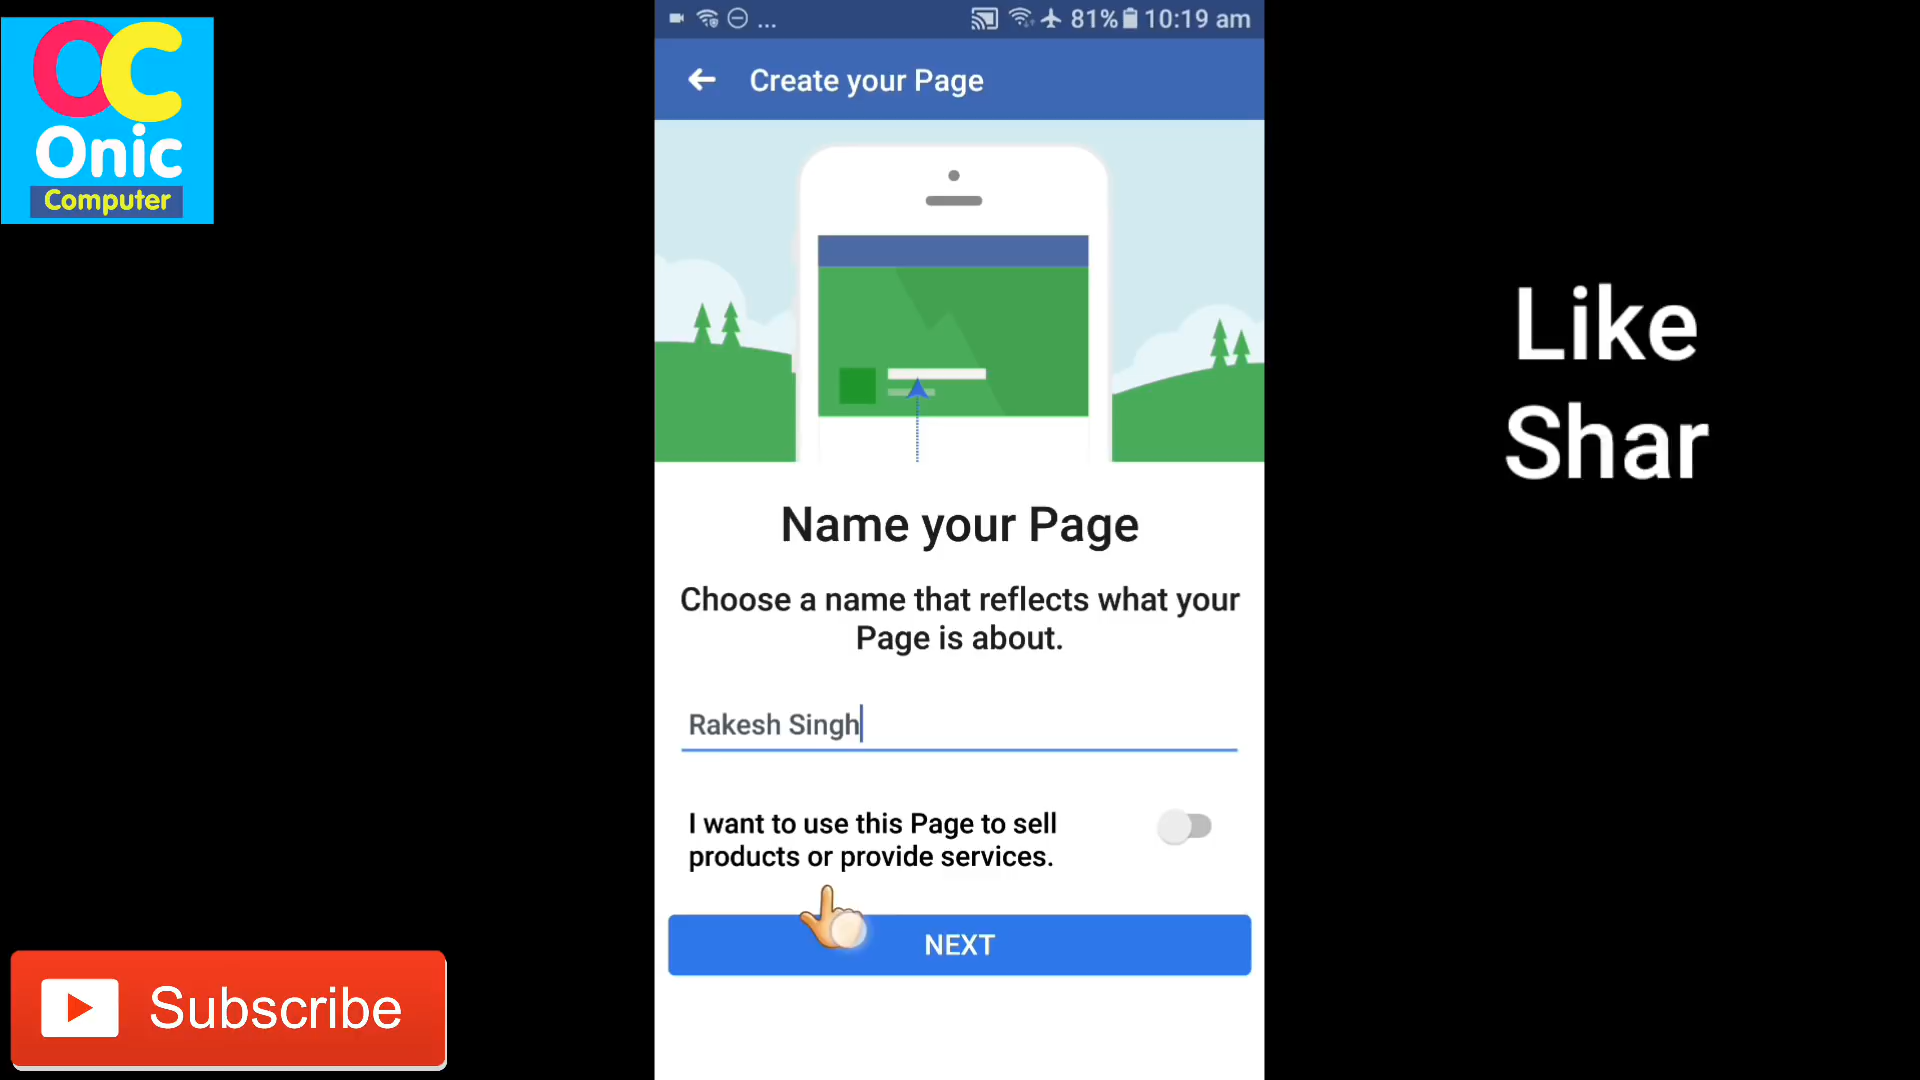 OC
Onic
Computer
... 81% 10:19 am
Create your Page
Name your Page
Choose a name that reflects what your
Page is about.
Rakesh Singh
I want to use this Page to sell
products or provide services.
NEXT
Like
Shar
Subscribe